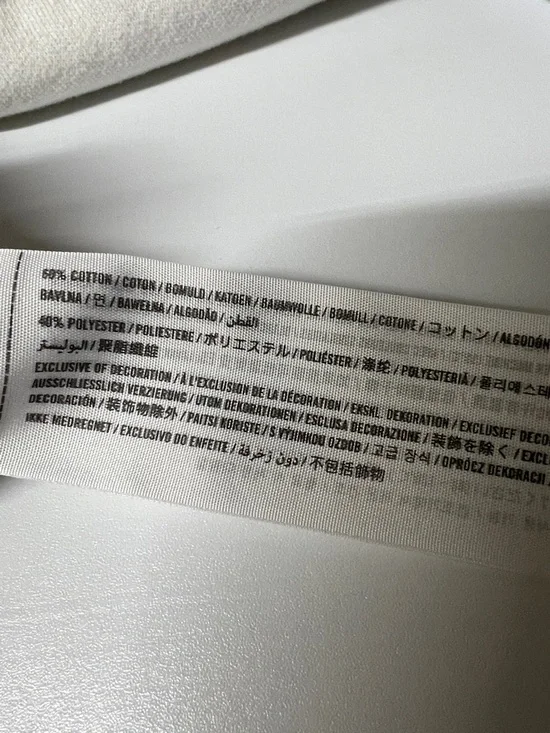 60% COTTON / COTON / BOMULD / KATOEN / BAUMWOLLE / BOMULL / COTONE / コットン / ALGODÓN
BAVLNA / 면 / BAWEŁNA / ALGODÃO / القطن
40% POLYESTER / POLIESTERE / ポリエステル / POLIÉSTER / 涤纶 / POLYESTERIÄ / 폴리에스테
البوليستر / 聚酯纖維
EXCLUSIVE OF DECORATION / À L'EXCLUSION DE LA DÉCORATION / EKSKL. DEKORATION / EXCLUSIEF DECO
AUSSCHLIESSLICH VERZIERUNG / UTOM DEKORATIONEN / ESCLUSA DECORAZIONE / 装飾を除く / EXCL
DECORACIÓN / 装饰物除外 / PAITSI KORISTE / S VÝJIMKOU OZDOB / 고급 장식 / OPRÓCZ DEKORACJI /
IKKE MEDREGNET / EXCLUSIVO DO ENFEITE / دون زخرفة / 不包括飾物